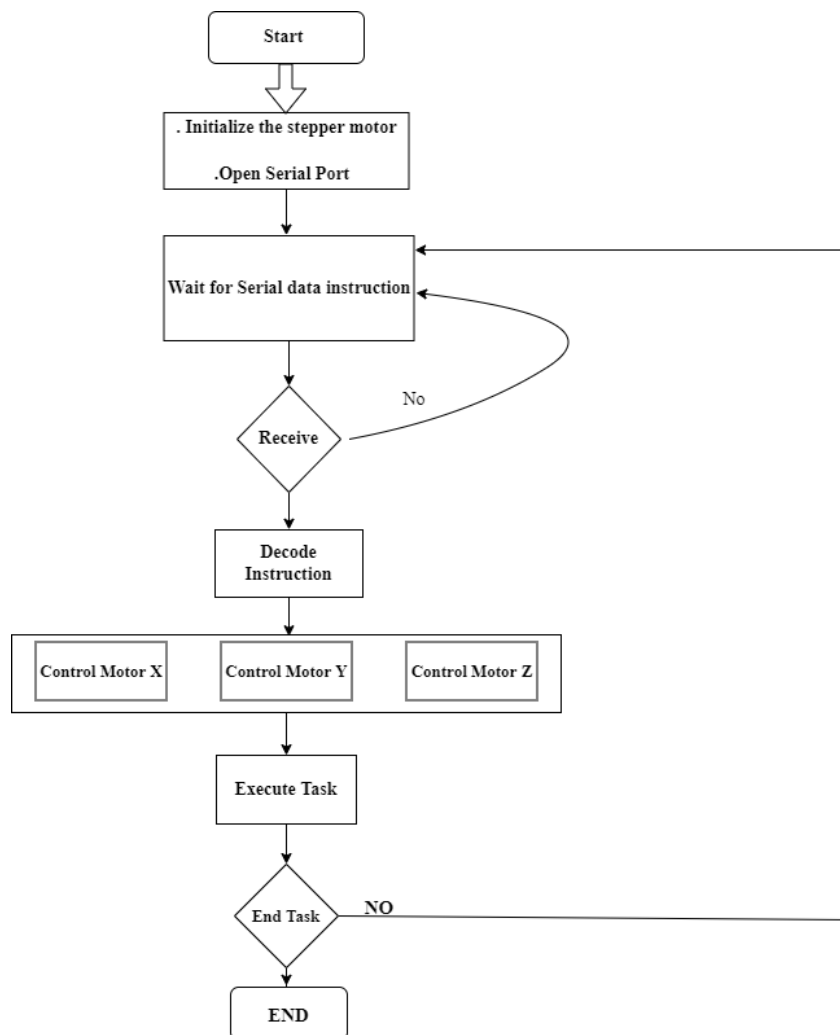 Start
. Initialize the stepper motor
.Open Serial Port
Wait for Serial data instruction
No
Receive
Decode
Instruction
Control Motor X
Control Motor Y
Control Motor Z
Execute Task
End Task
NO
END